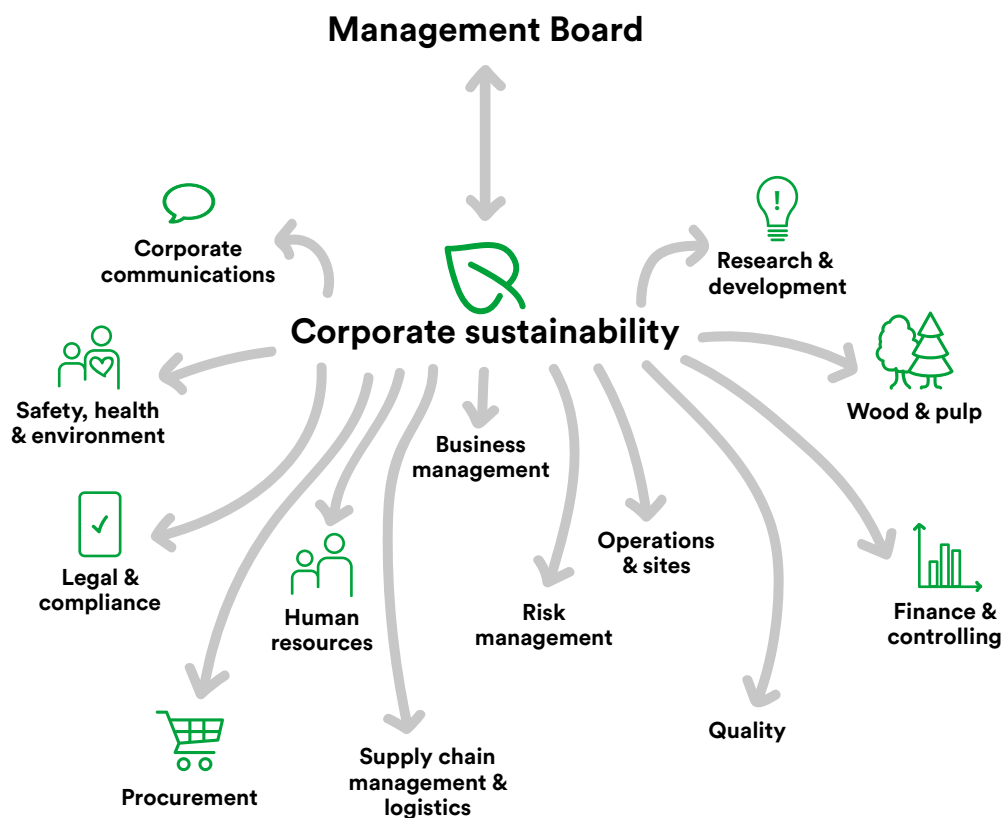 Management Board
Corporate
communications
!
Research &
development
Corporate sustainability
Safety, health
& environment
Wood & pulp
Business
management
Legal &
compliance
Human
resources
Operations
& sites
Risk
management
Finance &
controlling
Procurement
Supply chain
management &
logistics
Quality